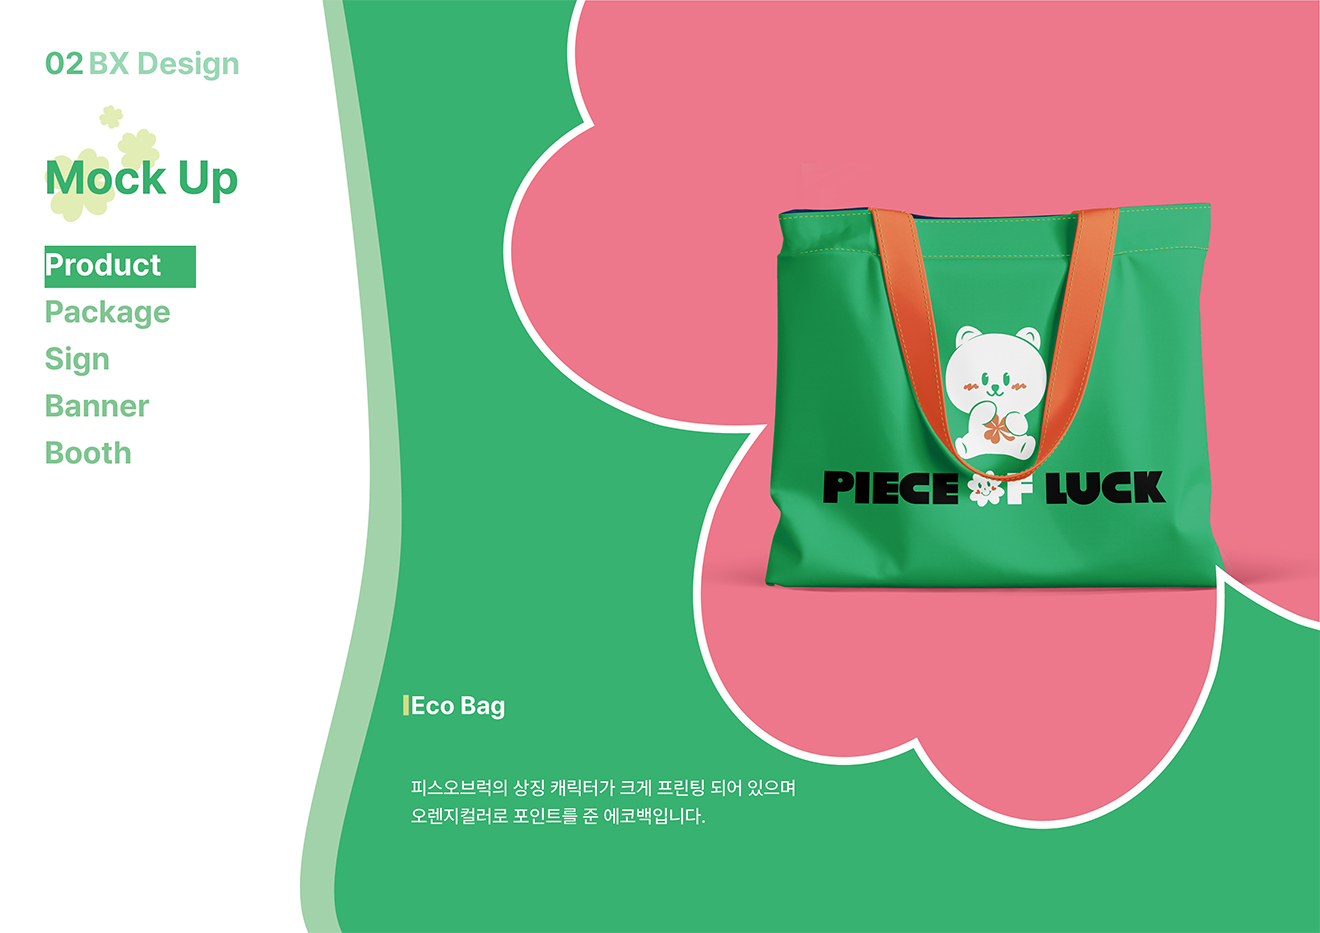 02 BX Design
Mock Up
Product
Package
Sign
Banner
Booth
PIECE OF LUCK
Eco Bag
피스오브럭의 상징 캐릭터가 크게 프린팅 되어 있으며
오렌지컬러로 포인트를 준 에코백입니다.